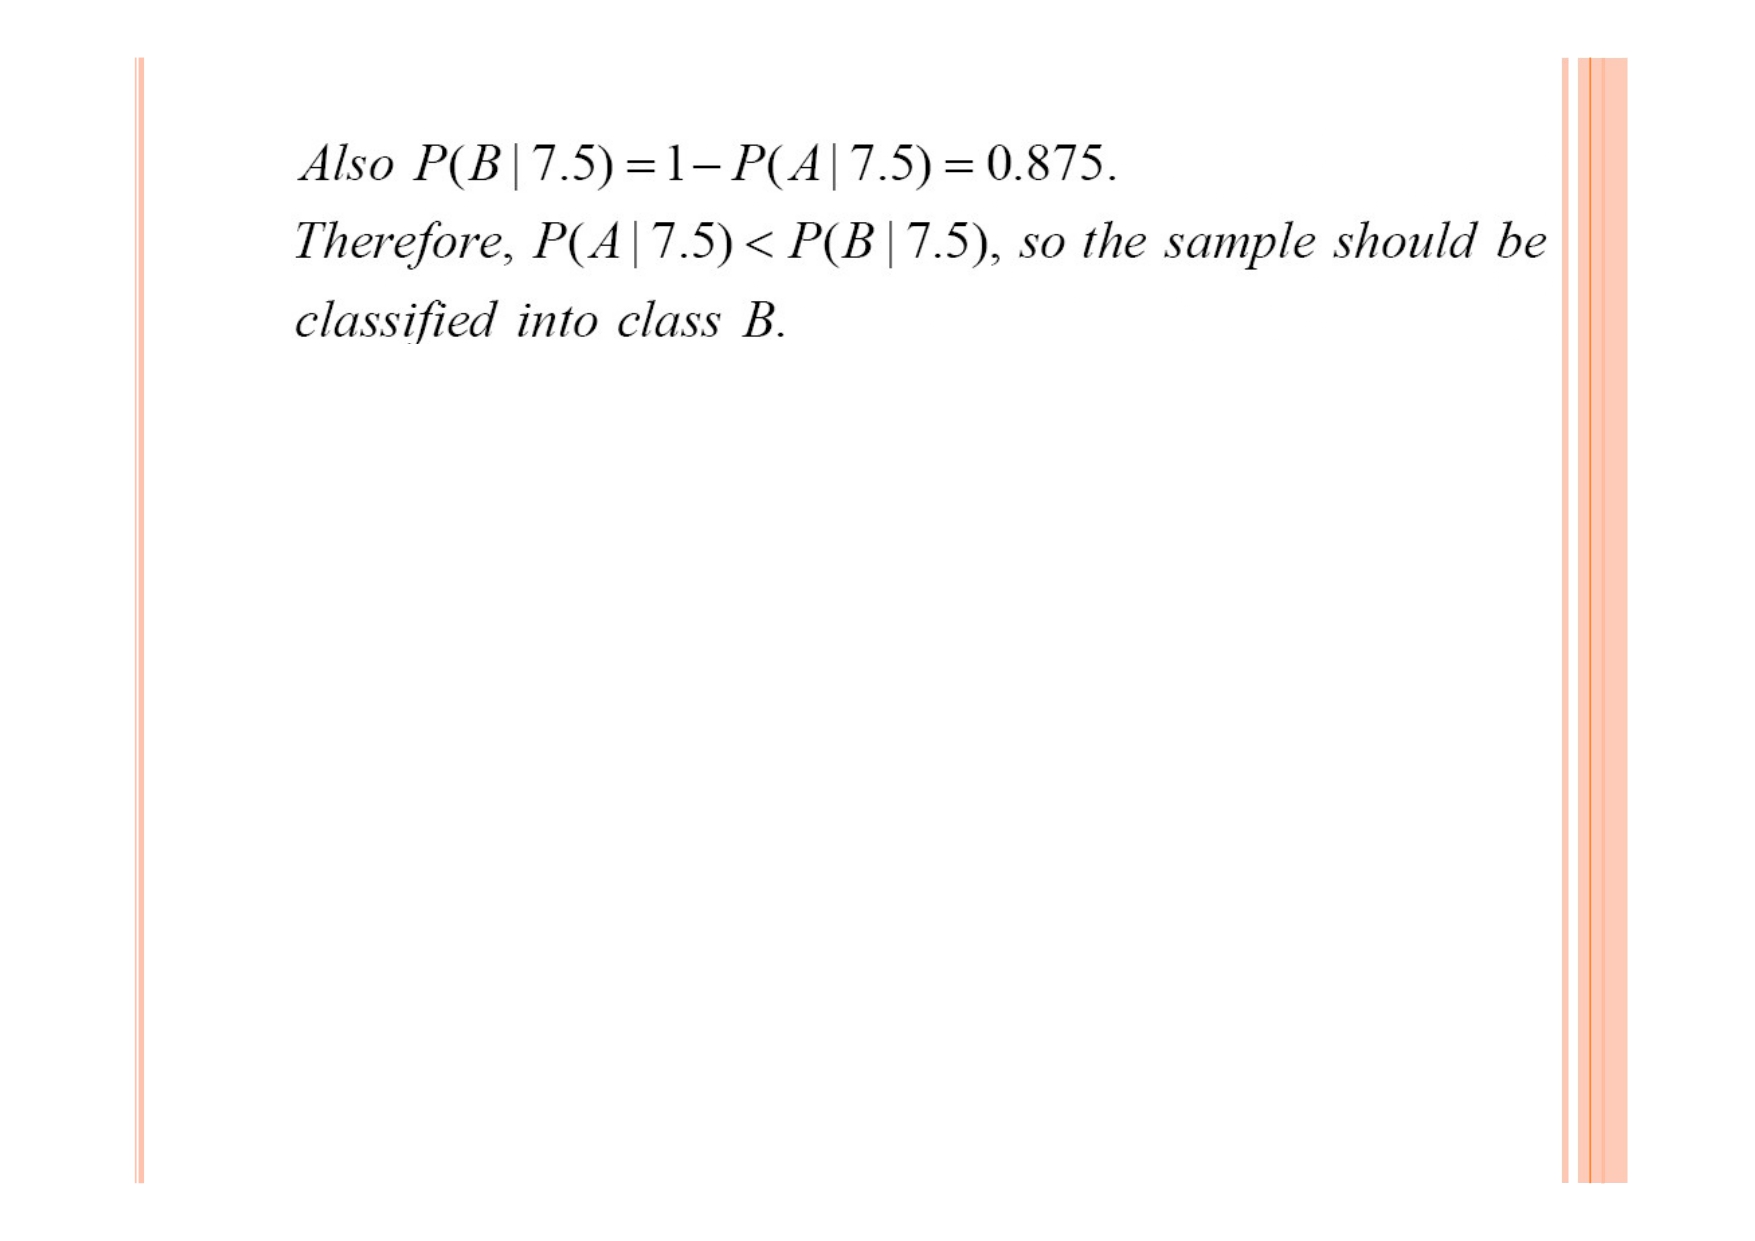 Also P(B | 7.5) = 1 − P(A | 7.5) = 0.875.
Therefore, P(A | 7.5) < P(B | 7.5), so the sample should be
classified into class B.